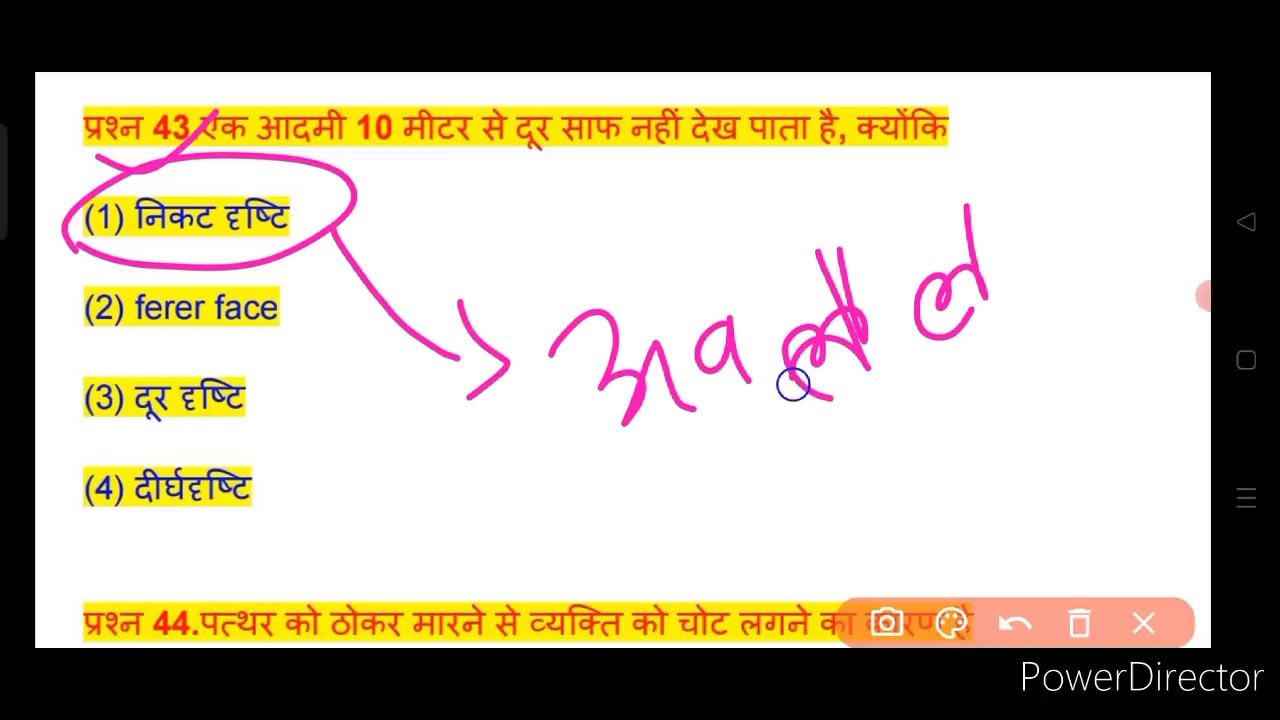 प्रश्न 43.एक आदमी 10 मीटर से दूर साफ नहीं देख पाता है, क्योंकि
(1) निकट दृष्टि
(2) ferer face
(3) दूर दृष्टि
(4) दीर्घदृष्टि
प्रश्न 44.पत्थर को ठोकर मारने से व्यक्ति को चोट लगने का कारण है
PowerDirector